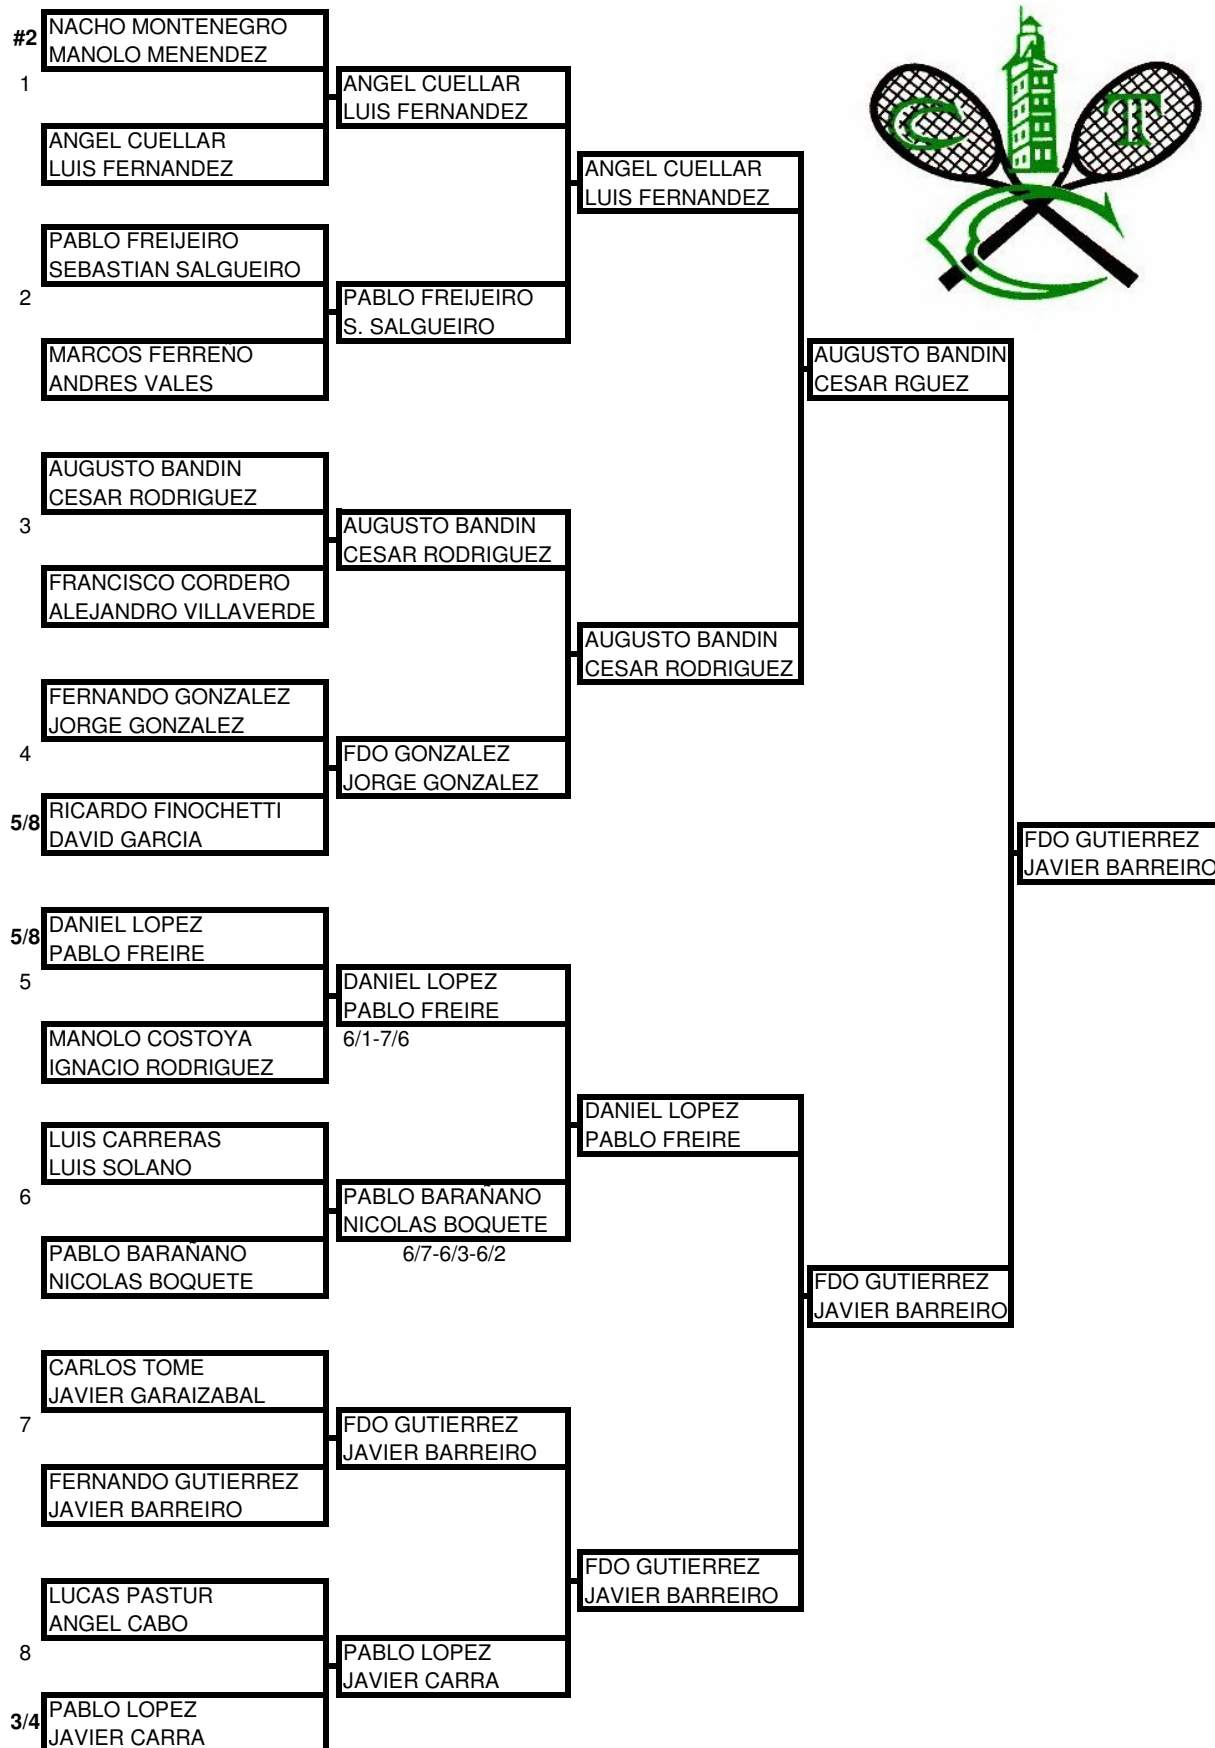 #2
NACHO MONTENEGRO
MANOLO MENENDEZ
1
ANGEL CUELLAR
LUIS FERNANDEZ
ANGEL CUELLAR
LUIS FERNANDEZ
ANGEL CUELLAR
LUIS FERNANDEZ
C T
C
PABLO FREIJEIRO
SEBASTIAN SALGUEIRO
2
PABLO FREIJEIRO
S. SALGUEIRO
MARCOS FERREÑO
ANDRES VALES
AUGUSTO BANDIN
CESAR RGUEZ
AUGUSTO BANDIN
CESAR RODRIGUEZ
3
AUGUSTO BANDIN
CESAR RODRIGUEZ
FRANCISCO CORDERO
ALEJANDRO VILLAVERDE
AUGUSTO BANDIN
CESAR RODRIGUEZ
FERNANDO GONZALEZ
JORGE GONZALEZ
4
FDO GONZALEZ
JORGE GONZALEZ
5/8
RICARDO FINOCHETTI
DAVID GARCIA
FDO GUTIERREZ
JAVIER BARREIRO
5/8
DANIEL LOPEZ
PABLO FREIRE
5
DANIEL LOPEZ
PABLO FREIRE
6/1-7/6
MANOLO COSTOYA
IGNACIO RODRIGUEZ
DANIEL LOPEZ
PABLO FREIRE
LUIS CARRERAS
LUIS SOLANO
6
PABLO BARAÑANO
NICOLAS BOQUETE
6/7-6/3-6/2
PABLO BARAÑANO
NICOLAS BOQUETE
FDO GUTIERREZ
JAVIER BARREIRO
CARLOS TOME
JAVIER GARAIZABAL
7
FDO GUTIERREZ
JAVIER BARREIRO
FERNANDO GUTIERREZ
JAVIER BARREIRO
FDO GUTIERREZ
JAVIER BARREIRO
LUCAS PASTUR
ANGEL CABO
8
PABLO LOPEZ
JAVIER CARRA
3/4
PABLO LOPEZ
JAVIER CARRA